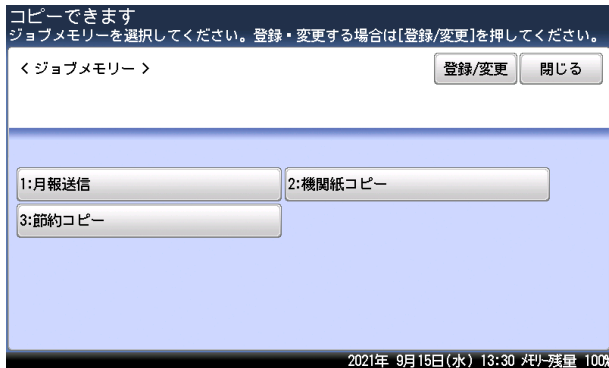 コピーできます
ジョブメモリーを選択してください。登録・変更する場合は[登録/変更]を押してください。
<ジョブメモリー>
登録/変更
閉じる
1:月報送信
2:機関紙コピー
3:節約コピー
2021年 9月15日(水) 13:30 メモリー残量 100%